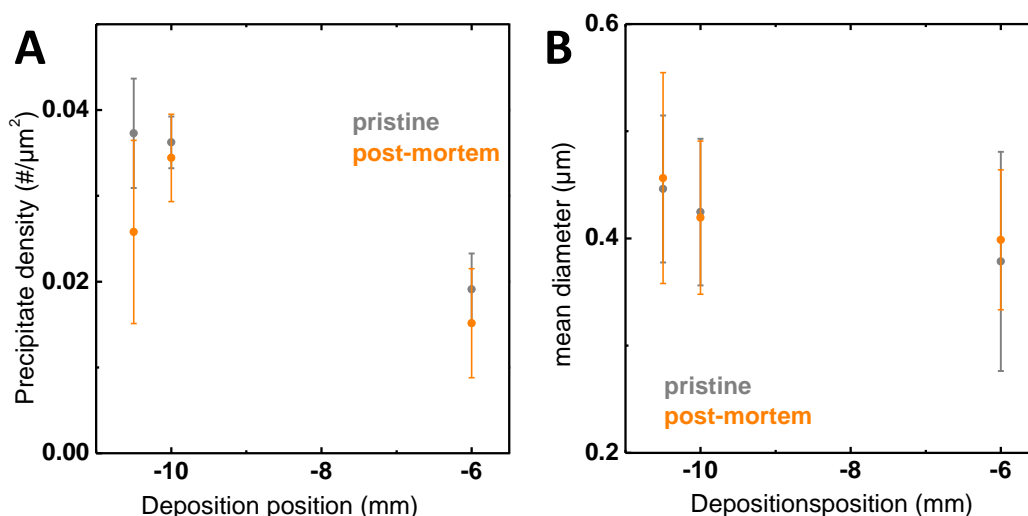 A
Precipitate density (#/µm²)
0.04
0.02
0.00
pristine
post-mortem
-10
-8
-6
Deposition position (mm)
B
mean diameter (µm)
0.6
0.4
0.2
pristine
post-mortem
-10
-8
-6
Depositionsposition (mm)